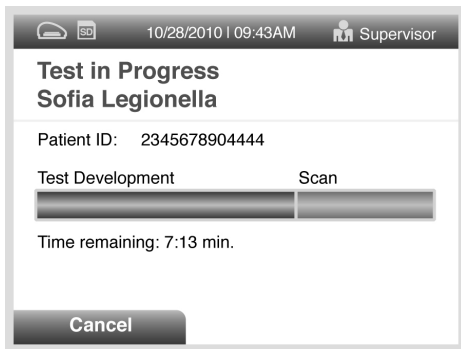 SD 10/28/2010 | 09:43AM Supervisor
Test in Progress
Sofia Legionella
Patient ID: 2345678904444
Test Development Scan
Time remaining: 7:13 min.
Cancel